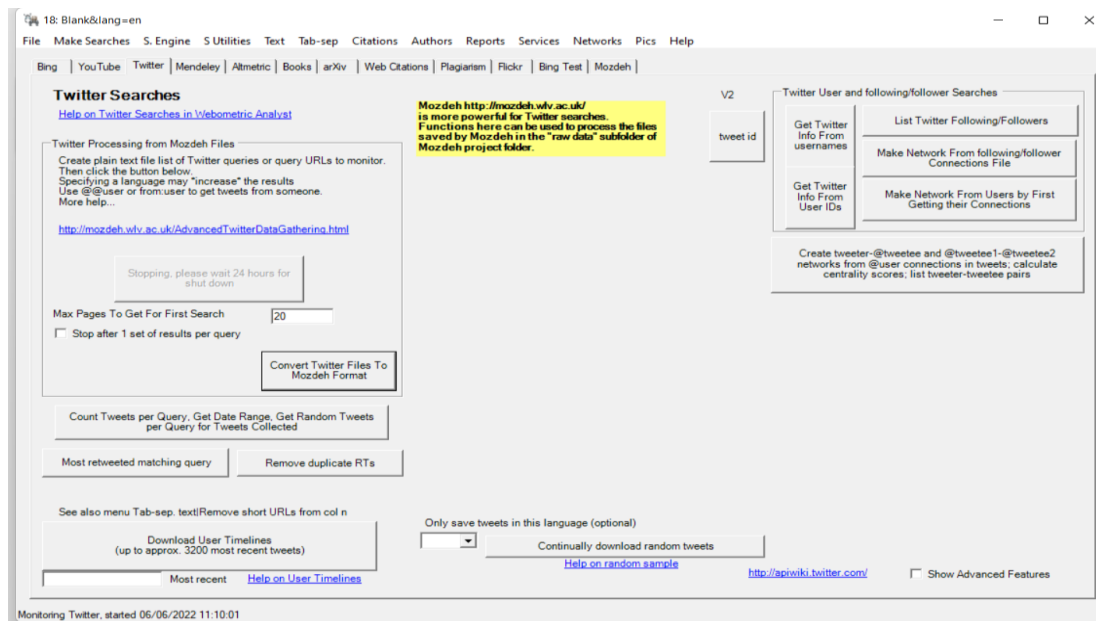 18: Blank&lang=en
File Make Searches S. Engine S Utilities Text Tab-sep Citations Authors Reports Services Networks Pics Help
Bing YouTube Twitter Mendeley Altmetric Books arXiv Web Citations Plagiarism Flickr Bing Test Mozdeh
Twitter Searches
Help on Twitter Searches in Webometric Analyst
Twitter Processing from Mozdeh Files
Create plain text file list of Twitter queries or query URLs to monitor.
Then click the button below.
Specifying a language may "increase" the results
Use @@user or from:user to get tweets from someone.
More help...
http://mozdeh.wlv.ac.uk/AdvancedTwitterDataGathering.html
Stopping, please wait 24 hours for
shut down
Max Pages To Get For First Search 20
Stop after 1 set of results per query
Convert Twitter Files To
Mozdeh Format
Count Tweets per Query, Get Date Range, Get Random Tweets
per Query for Tweets Collected
Most retweeted matching query
Remove duplicate RTs
See also menu Tab-sep. text|Remove short URLs from col n
Download User Timelines
(up to approx. 3200 most recent tweets)
Most recent Help on User Timelines
Mozdeh http://mozdeh.wlv.ac.uk/
is more powerful for Twitter searches.
Functions here can be used to process the files
saved by Mozdeh in the "raw data" subfolder of
Mozdeh project folder.
V2
tweet id
Only save tweets in this language (optional)
Continually download random tweets
Help on random sample
Twitter User and following/follower Searches
Get Twitter
Info From
usernames
Get Twitter
Info From
User IDs
List Twitter Following/Followers
Make Network From following/follower
Connections File
Make Network From Users by First
Getting their Connections
Create tweeter-@tweetee and @tweetee1-@tweetee2
networks from @user connections in tweets; calculate
centrality scores; list tweeter-tweetee pairs
http://apiwiki.twitter.com/
Show Advanced Features
Monitoring Twitter, started 06/06/2022 11:10:01